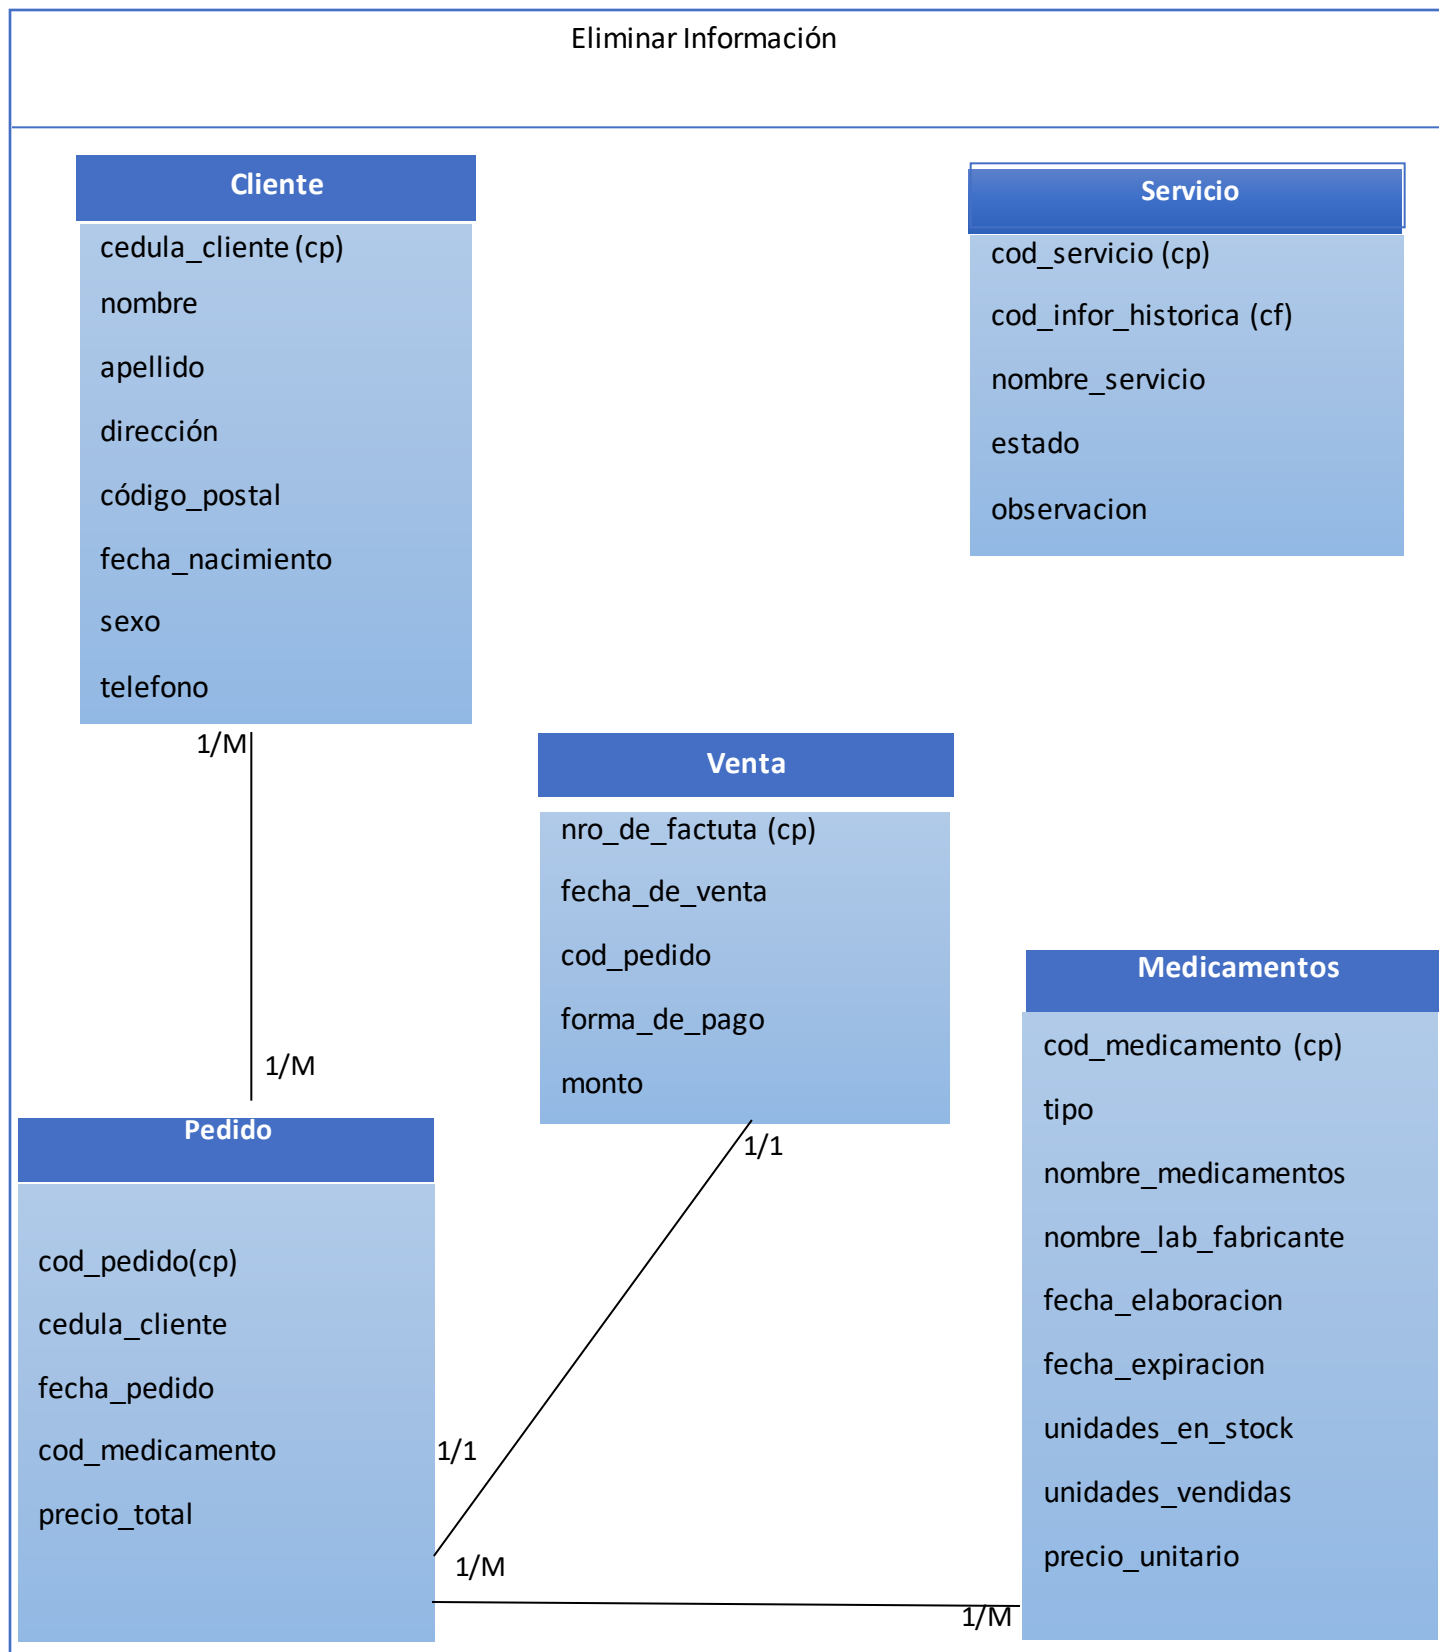 Eliminar Información
Cliente
cedula_cliente (cp)
nombre
apellido
dirección
código_postal
fecha_nacimiento
sexo
telefono
1/M
1/M
Servicio
cod_servicio (cp)
cod_infor_historica (cf)
nombre_servicio
estado
observacion
Venta
nro_de_factuta (cp)
fecha_de_venta
cod_pedido
forma_de_pago
monto
1/1
Pedido
cod_pedido(cp)
cedula_cliente
fecha_pedido
cod_medicamento
precio_total
1/1
1/M
1/M
Medicamentos
cod_medicamento (cp)
tipo
nombre_medicamentos
nombre_lab_fabricante
fecha_elaboracion
fecha_expiracion
unidades_en_stock
unidades_vendidas
precio_unitario